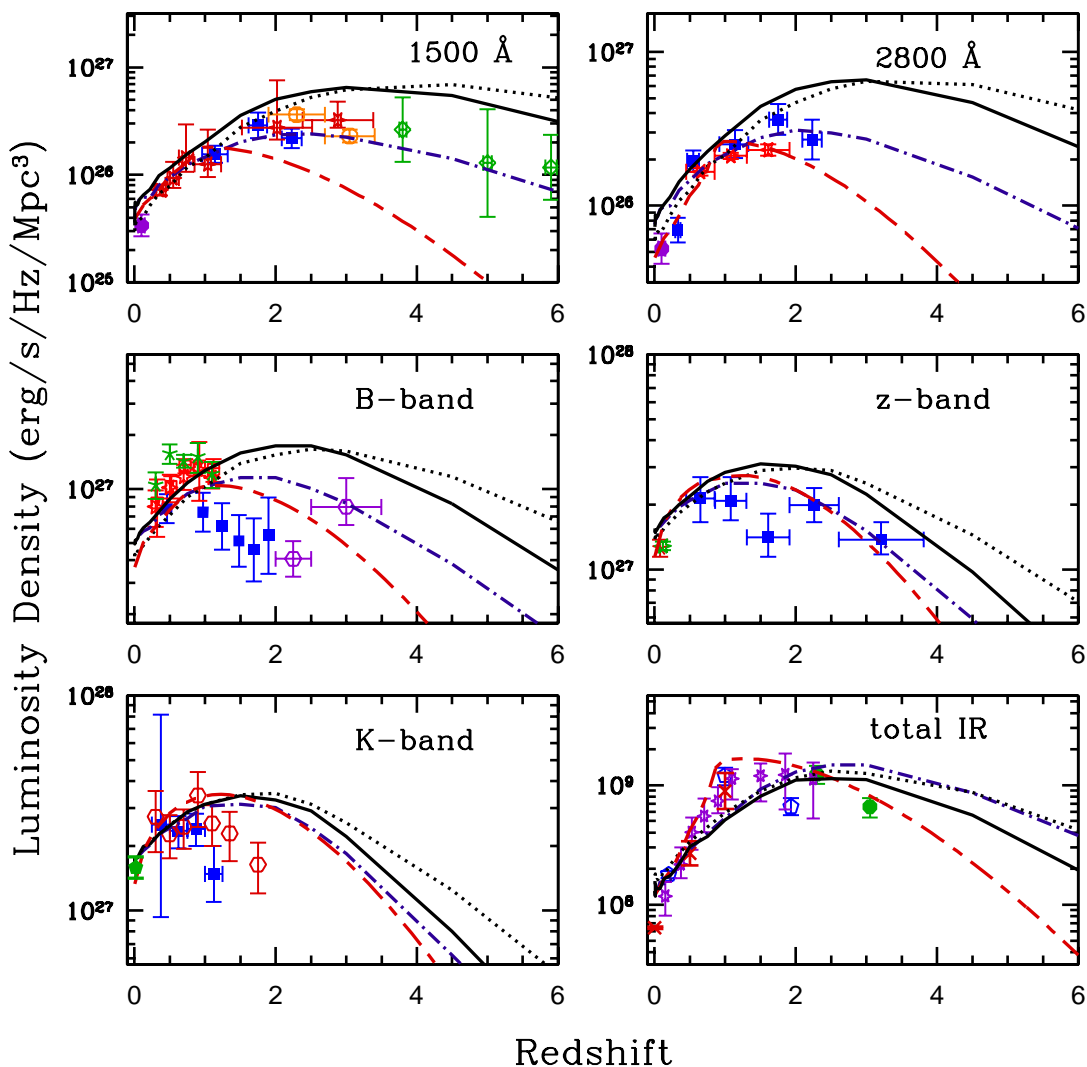 Luminosity Density (erg/s/Hz/Mpc³)
1500 Å
10²⁷
10²⁶
10²⁵
0 2 4 6
2800 Å
10²⁷
10²⁶
0 2 4 6
B-band
10²⁷
0 2 4 6
z-band
10²⁸
10²⁷
0 2 4 6
K-band
10²⁸
10²⁷
0 2 4 6
total IR
10⁹
10⁸
0 2 4 6
Redshift